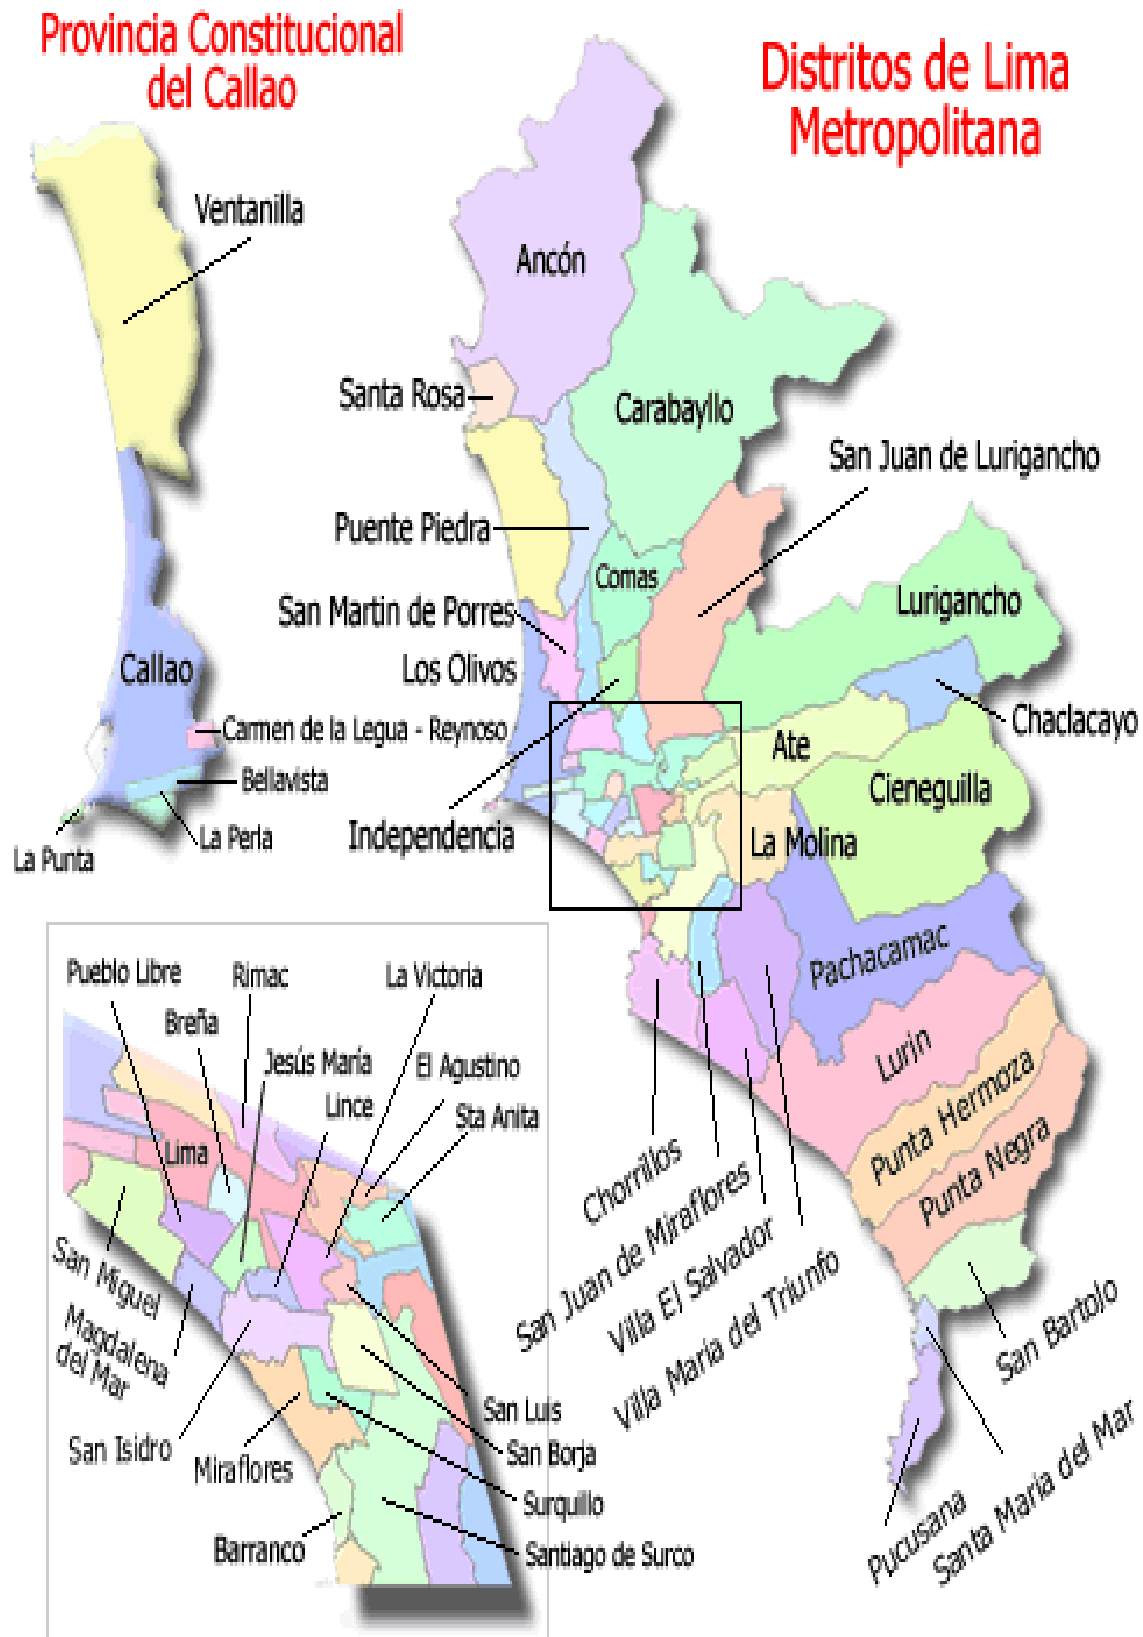 Provincia Constitucional
del Callao
Distritos de Lima
Metropolitana
Ventanilla
Ancón
Santa Rosa
Carabayllo
San Juan de Lurigancho
Puente Piedra
Comas
Lurigancho
San Martin de Porres
Los Olivos
Callao
Carmen de la Legua - Reynoso
Chaclacayo
Ate
Bellavista
Cieneguilla
La Perla
Independencia
La Molina
La Punta
Pachacamac
Pueblo Libre
Rimac
La Victoria
Breña
Jesús María
El Agustino
Lince
Sta Anita
Lima
Lurin
Punta Hermoza
Punta Negra
Chorrillos
San Juan de Miraflores
Villa El Salvador
Villa María del Triunfo
San Miguel
Magdalena
del Mar
San Bartolo
San Isidro
Miraflores
San Luis
San Borja
Surquillo
Barranco
Santiago de Surco
Pucusana
Santa María del Mar